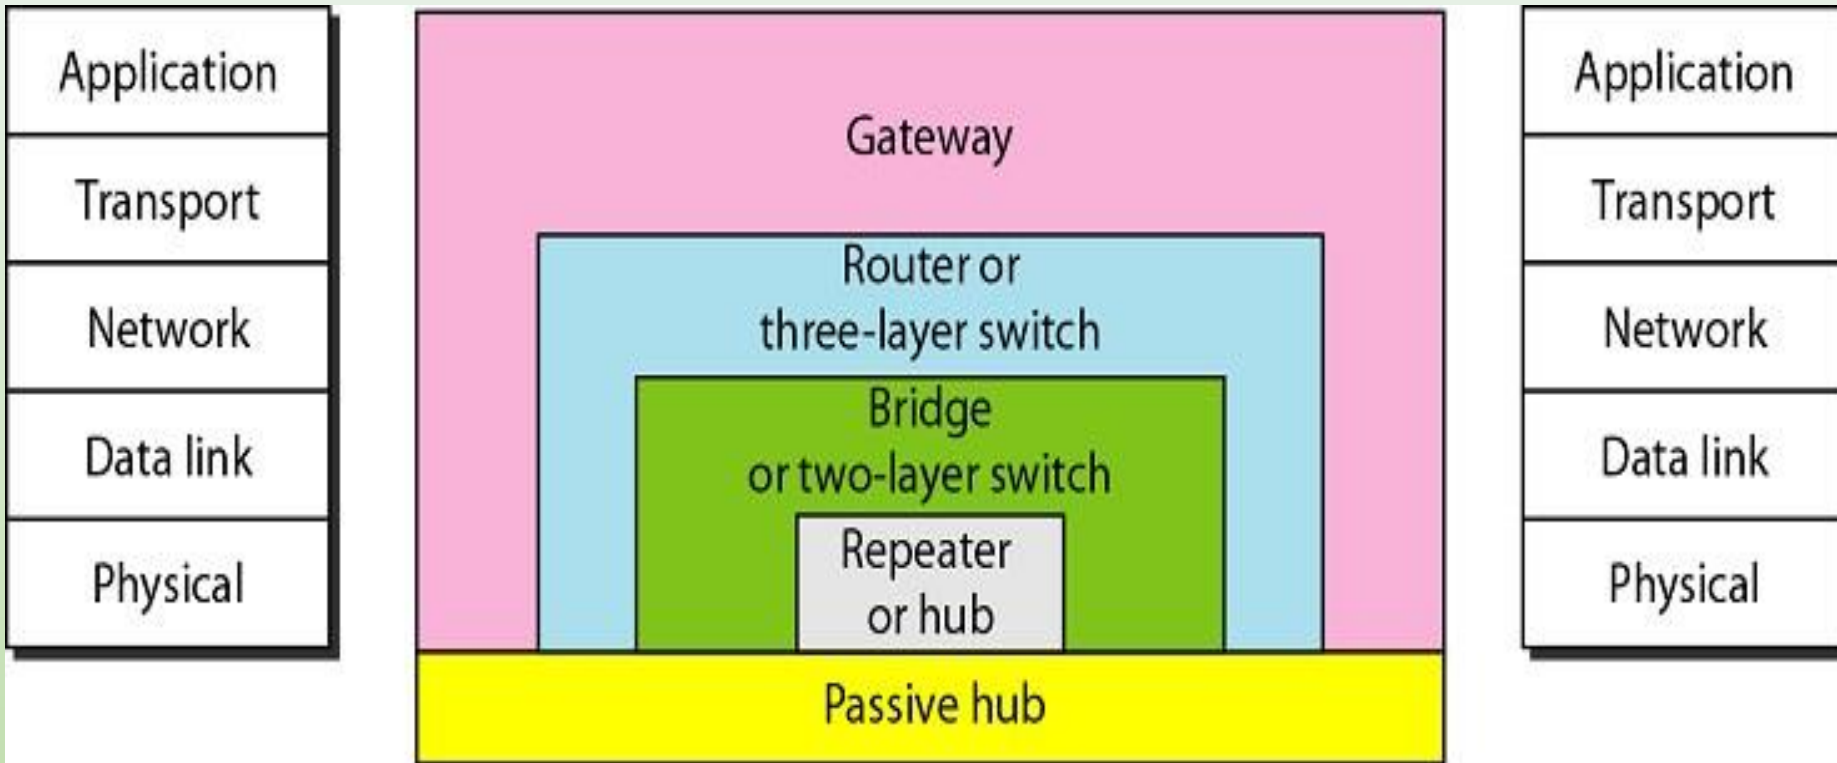 Application
Transport
Network
Data link
Physical
Gateway
Router or
three-layer switch
Bridge
or two-layer switch
Repeater
or hub
Passive hub
Application
Transport
Network
Data link
Physical